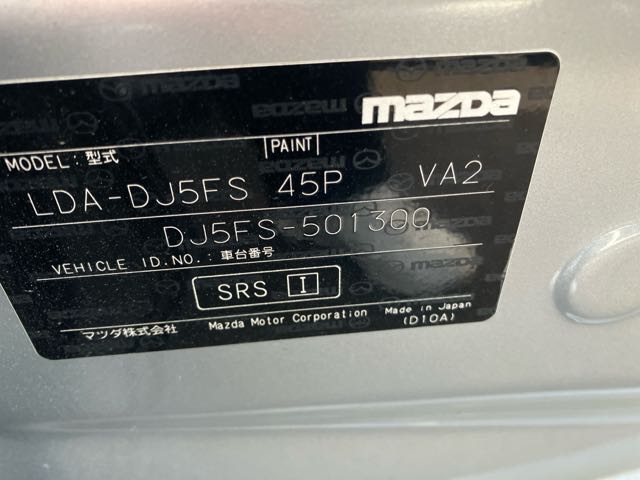 mazda
MODEL: 型式 PAINT
LDA-DJ5FS 45P VA2
DJ5FS-501300
VEHICLE ID.NO.: 車台番号
SRS I
マツダ株式会社 Mazda Motor Corporation Made in Japan
(D10A)